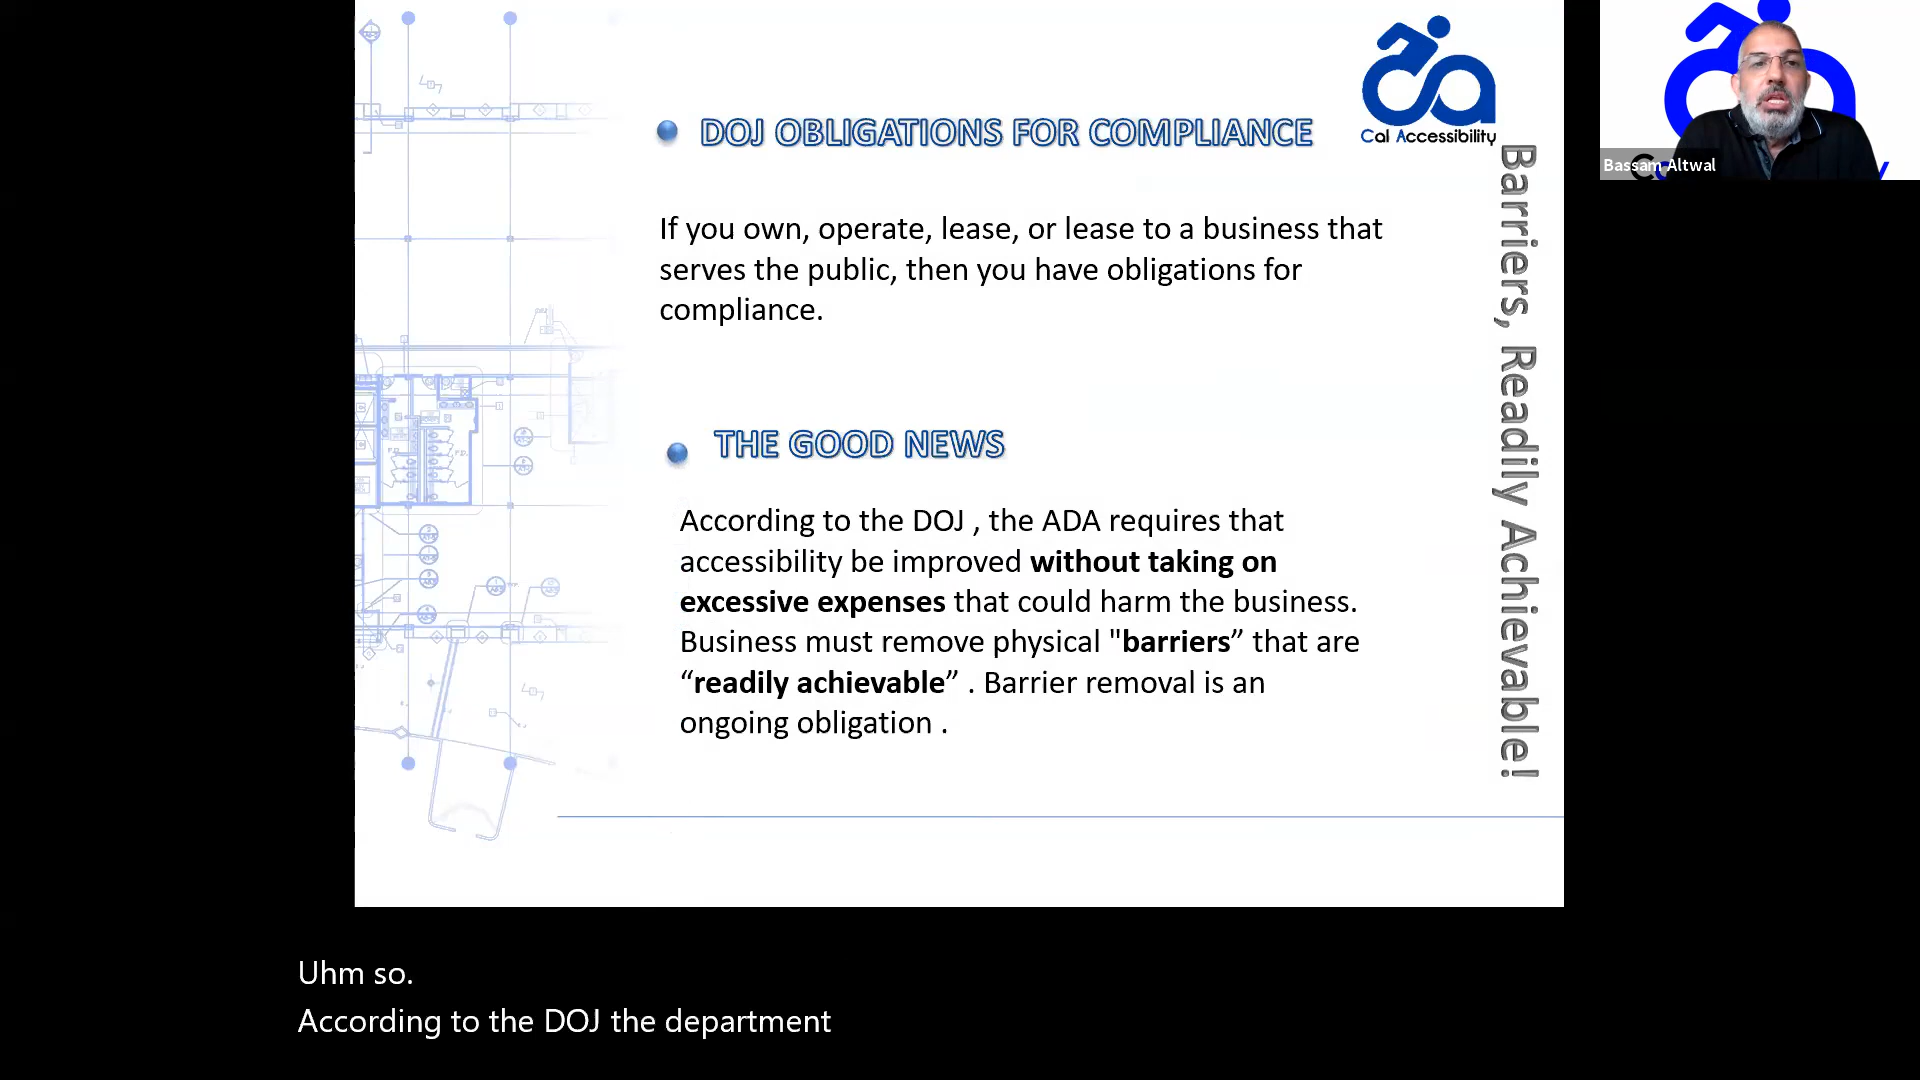 DOJ OBLIGATIONS FOR COMPLIANCE
Cal Accessibility
If you own, operate, lease, or lease to a business that
serves the public, then you have obligations for
compliance.
THE GOOD NEWS
According to the DOJ , the ADA requires that
accessibility be improved without taking on
excessive expenses that could harm the business.
Business must remove physical "barriers” that are
“readily achievable” . Barrier removal is an
ongoing obligation .
Barriers, Readily Achievable!
Bassam Altwal
Uhm so.
According to the DOJ the department